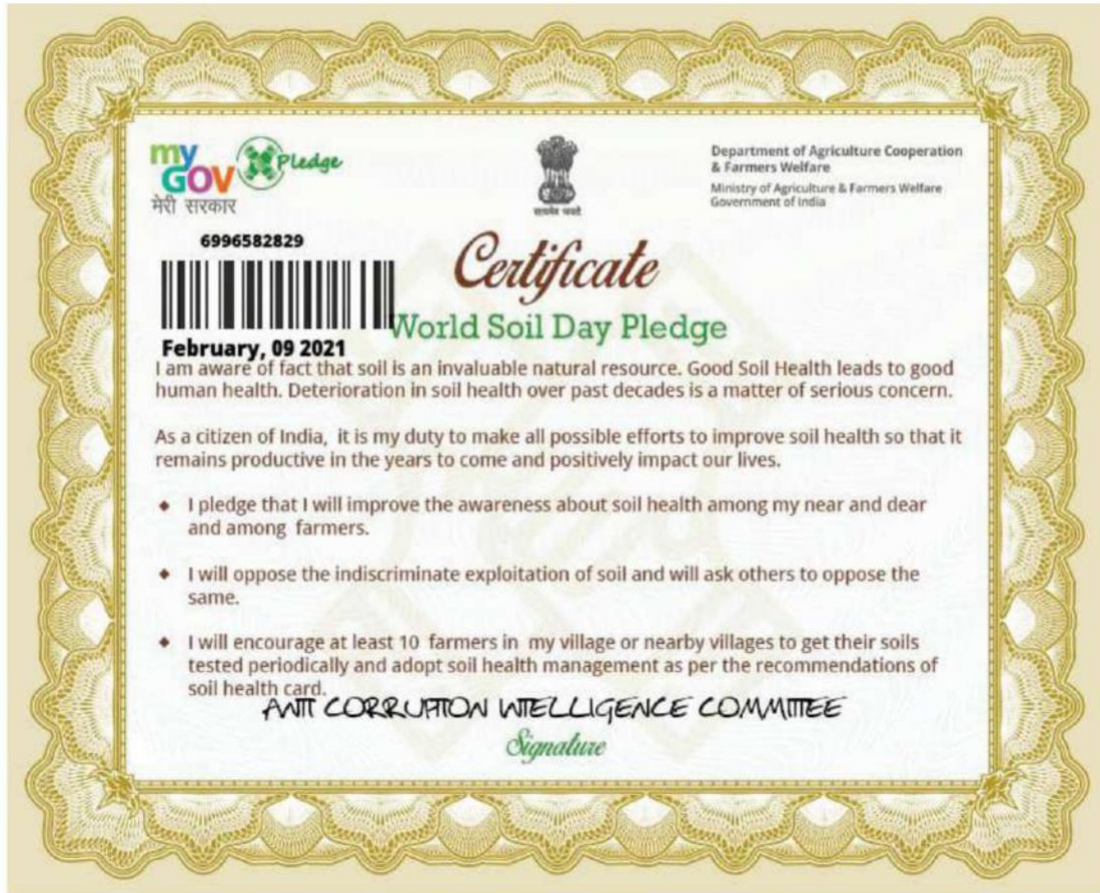 my
GOV
मेरी सरकार
Pledge
सत्यमेव जयते
Department of Agriculture Cooperation
& Farmers Welfare
Ministry of Agriculture & Farmers Welfare
Government of India
6996582829
Certificate
World Soil Day Pledge
February, 09 2021
I am aware of fact that soil is an invaluable natural resource. Good Soil Health leads to good
human health. Deterioration in soil health over past decades is a matter of serious concern.
As a citizen of India, it is my duty to make all possible efforts to improve soil health so that it
remains productive in the years to come and positively impact our lives.
◆ I pledge that I will improve the awareness about soil health among my near and dear
and among farmers.
◆ I will oppose the indiscriminate exploitation of soil and will ask others to oppose the
same.
◆ I will encourage at least 10 farmers in my village or nearby villages to get their soils
tested periodically and adopt soil health management as per the recommendations of
soil health card.
ANTI CORRUPTION INTELLIGENCE COMMITTEE
Signature